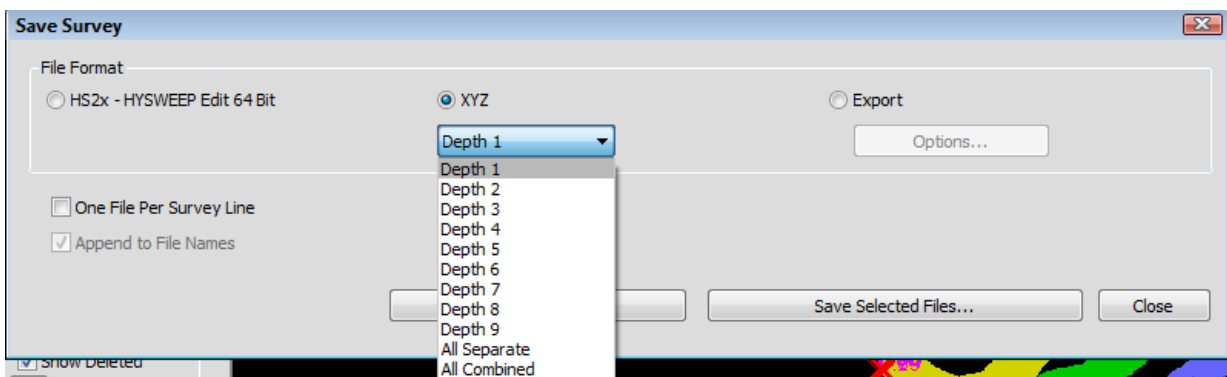 Save Survey
File Format
HS2x - HYSWEEP Edit 64 Bit
XYZ
Export
Depth 1
Options...
Depth 1
Depth 2
Depth 3
Depth 4
Depth 5
Depth 6
Depth 7
Depth 8
Depth 9
All Separate
All Combined
One File Per Survey Line
Append to File Names
Save Selected Files...
Close
Show Deleted